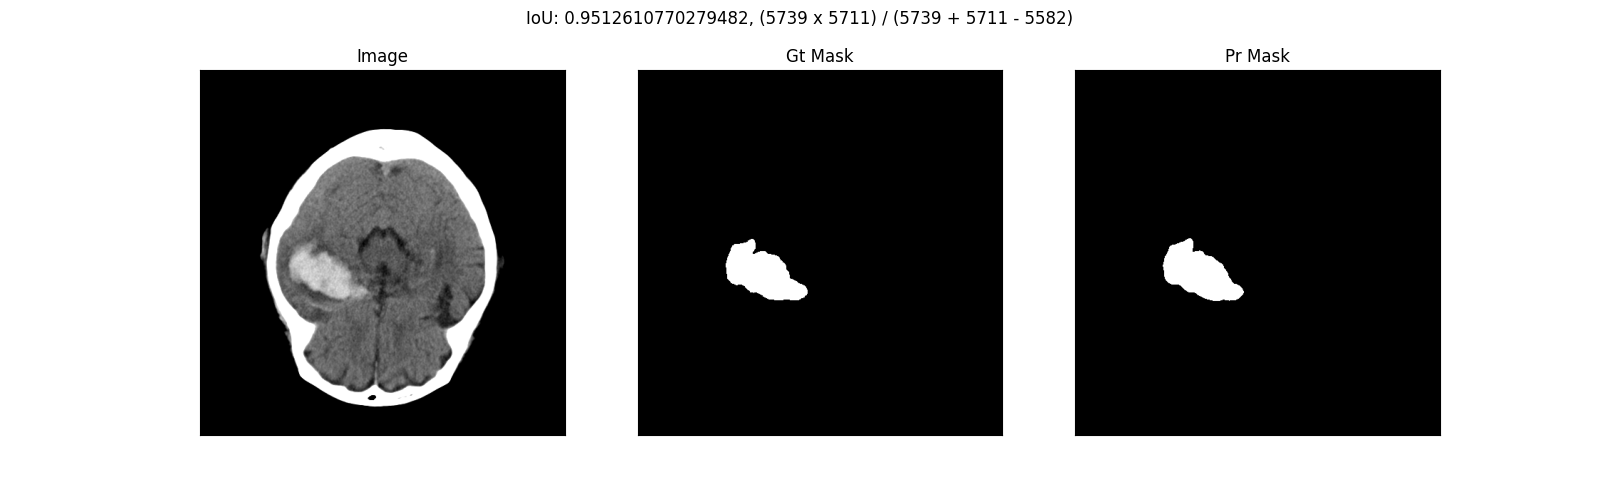 IoU: 0.9512610770279482, (5739 x 5711) / (5739 + 5711 - 5582)
Image
Gt Mask
Pr Mask